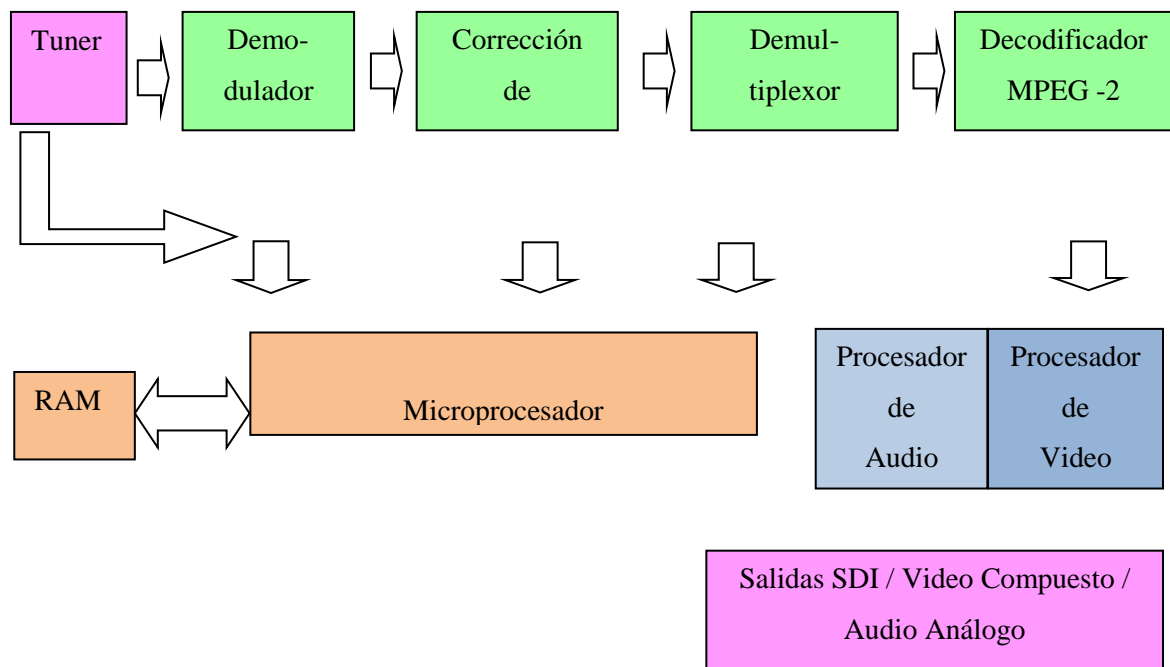 Tuner
Demo-
dulador
Corrección
de
Demul-
tiplexor
Decodificador
MPEG -2
RAM
Microprocesador
Procesador
de
Audio
Procesador
de
Video
Salidas SDI / Video Compuesto /
Audio Análogo